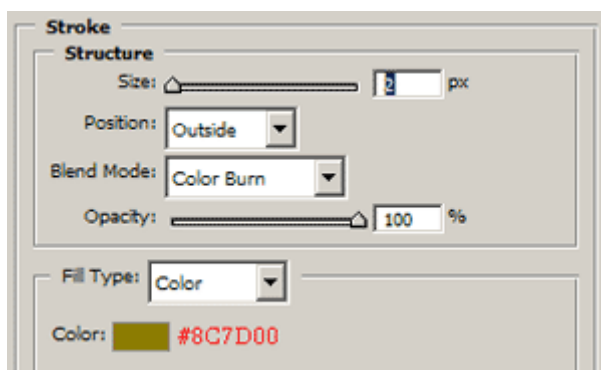 Stroke
Structure
Size: 2 px
Position: Outside
Blend Mode: Color Burn
Opacity: 100 %
Fill Type: Color
Color: #8C7D00